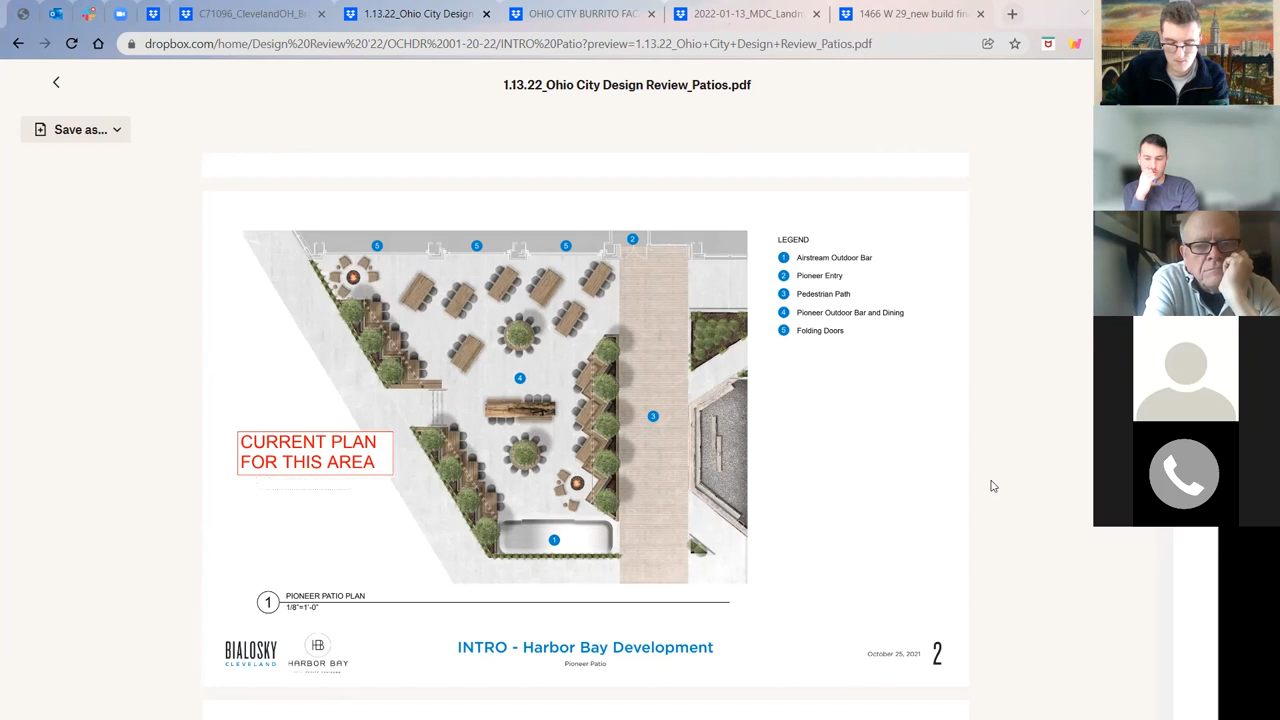 C71096_ClevelandOH_B
1.13.22_Ohio City Design
OHIO CITY BURRITO FAC
2022-01-13_MDC_Landm
1466 W 29_new build fin
dropbox.com/home/Design%20Review%20'22/OCHDR%2001-20-22/INTRO%20Patio?preview=1.13.22_Ohio+City+Design+Review_Patios.pdf
1.13.22_Ohio City Design Review_Patios.pdf
Save as...
5
5
5
2
4
3
1
CURRENT PLAN
FOR THIS AREA
LEGEND
1 Airstream Outdoor Bar
2 Pioneer Entry
3 Pedestrian Path
4 Pioneer Outdoor Bar and Dining
5 Folding Doors
1 PIONEER PATIO PLAN
1/8"=1'-0"
BIALOSKY
CLEVELAND
HB
HARBOR BAY
INTRO - Harbor Bay Development
Pioneer Patio
October 25, 2021
2